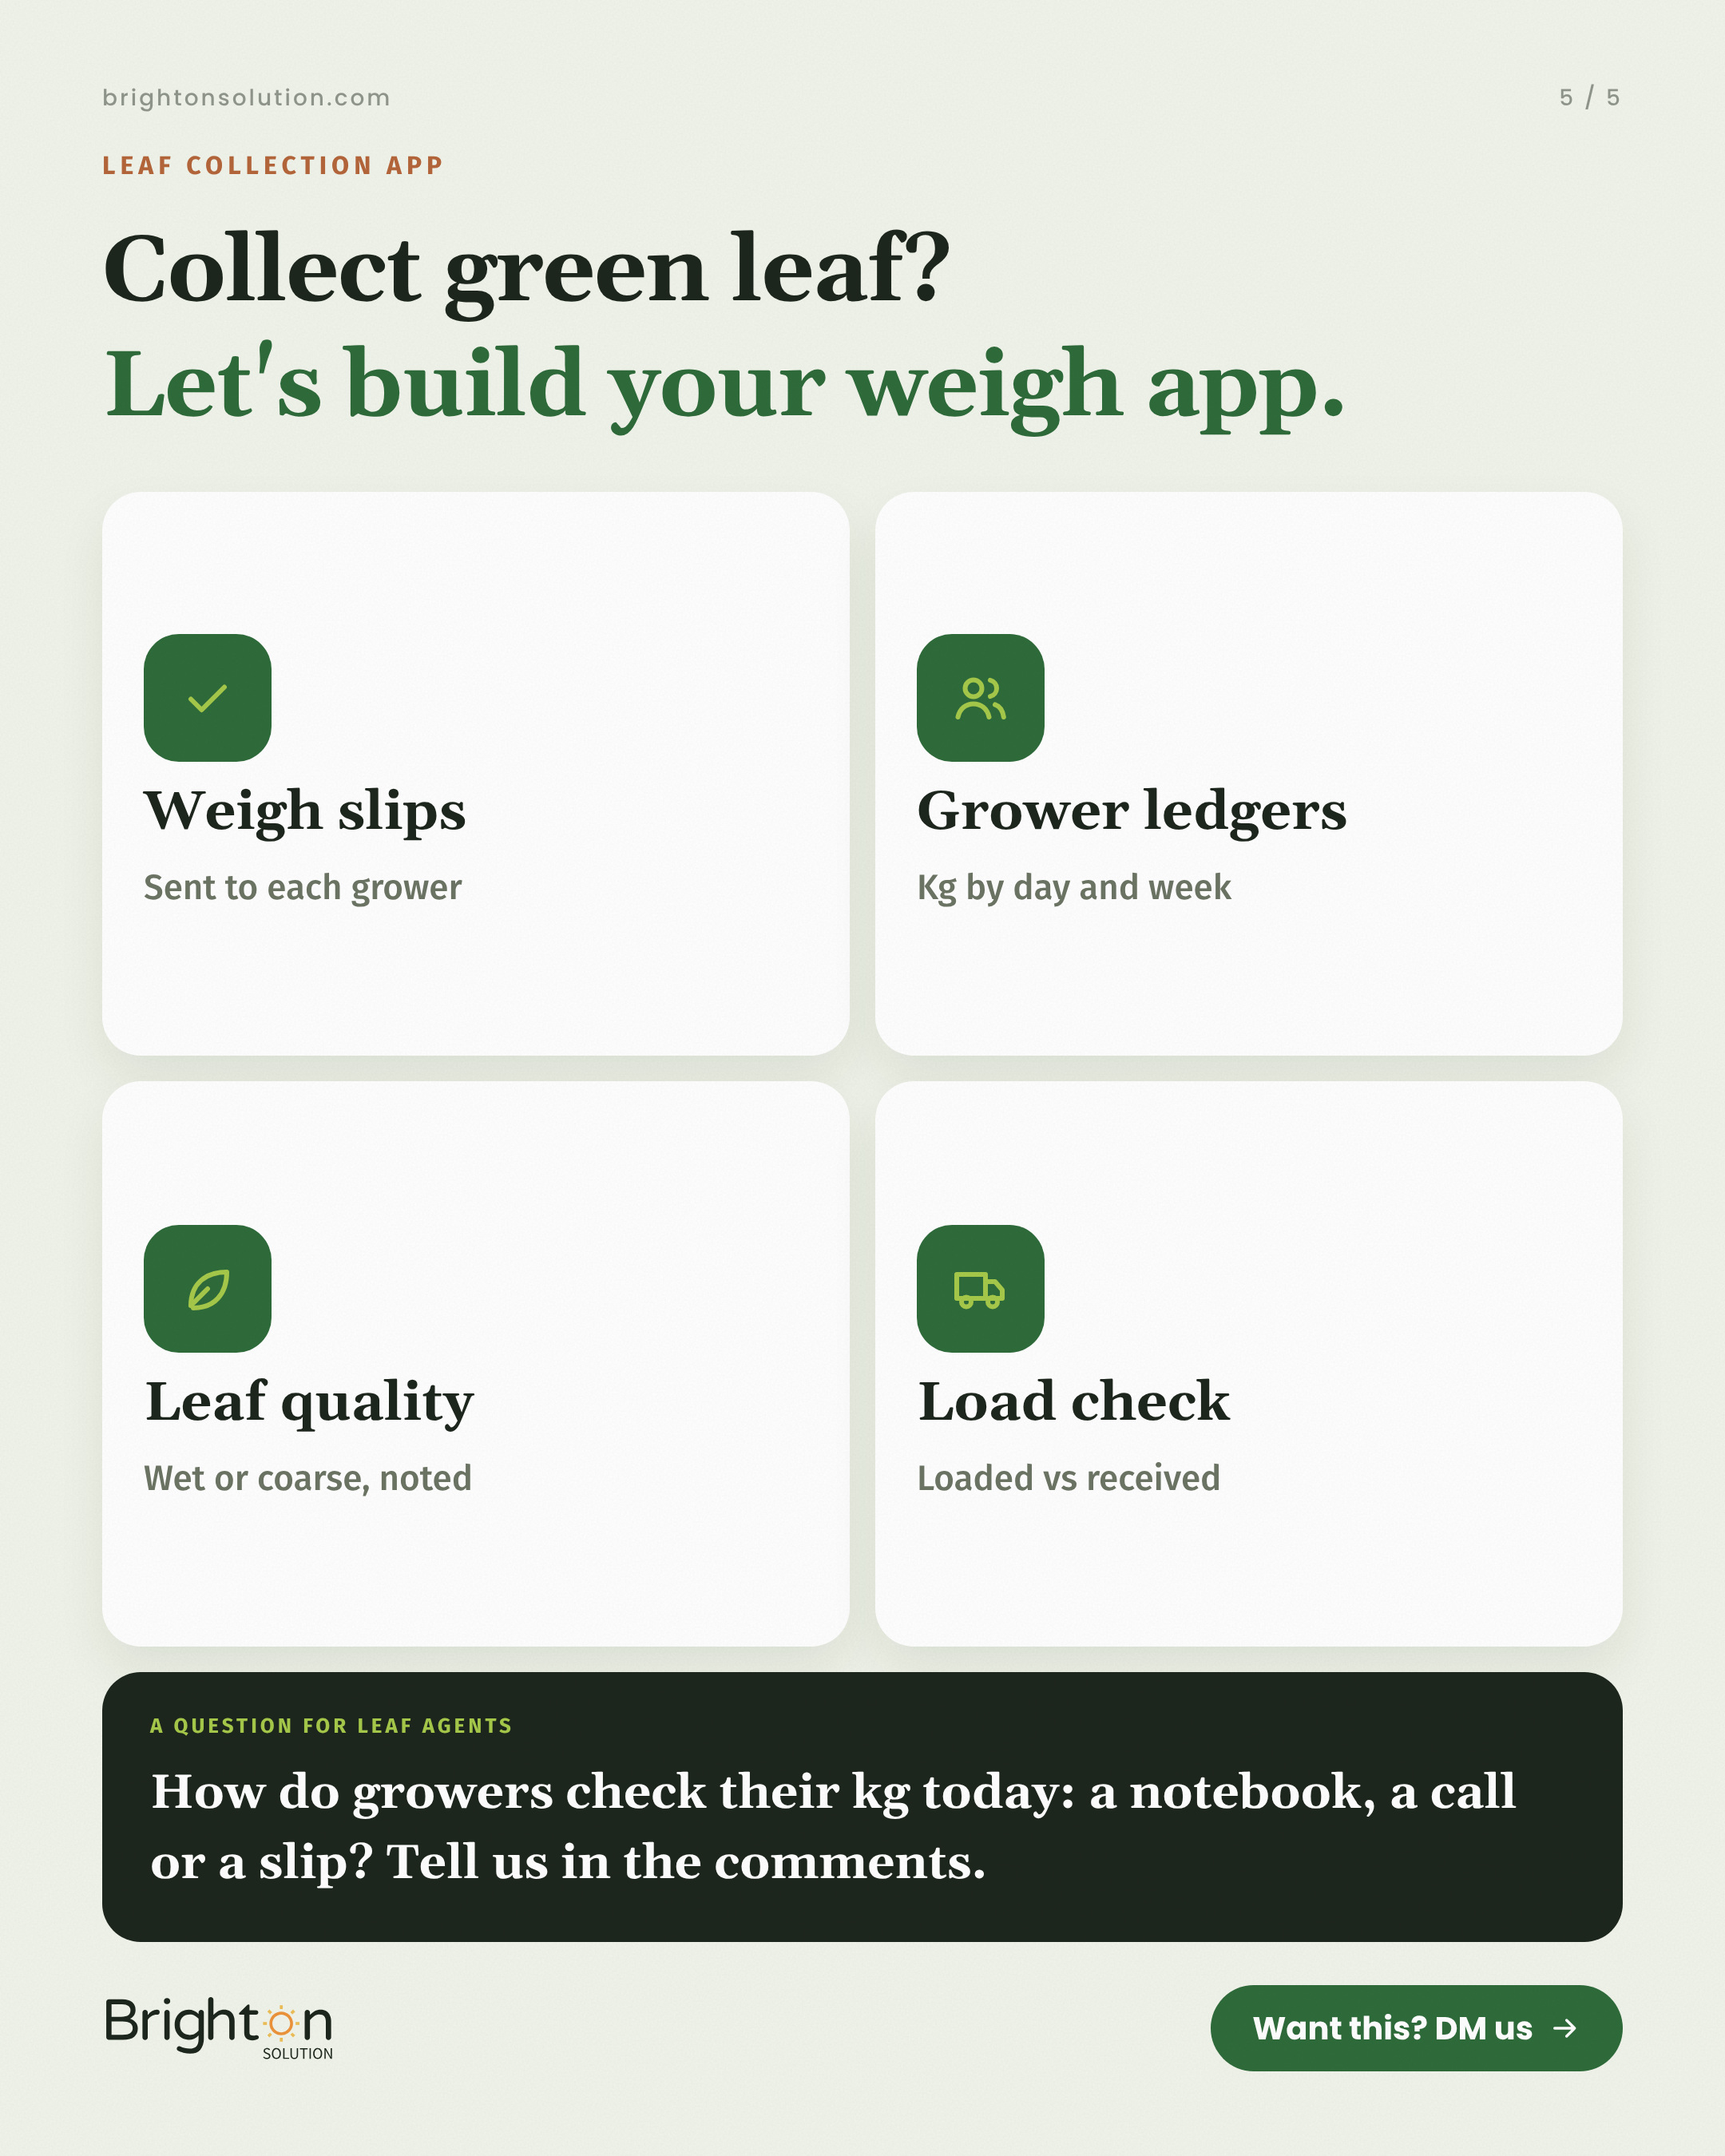 brightonsolution.com
5 / 5
LEAF COLLECTION APP
Collect green leaf?
Let's build your weigh app.
Weigh slips
Sent to each grower
Grower ledgers
Kg by day and week
Leaf quality
Wet or coarse, noted
Load check
Loaded vs received
A QUESTION FOR LEAF AGENTS
How do growers check their kg today: a notebook, a call
or a slip? Tell us in the comments.
Brighton
SOLUTION
Want this? DM us →